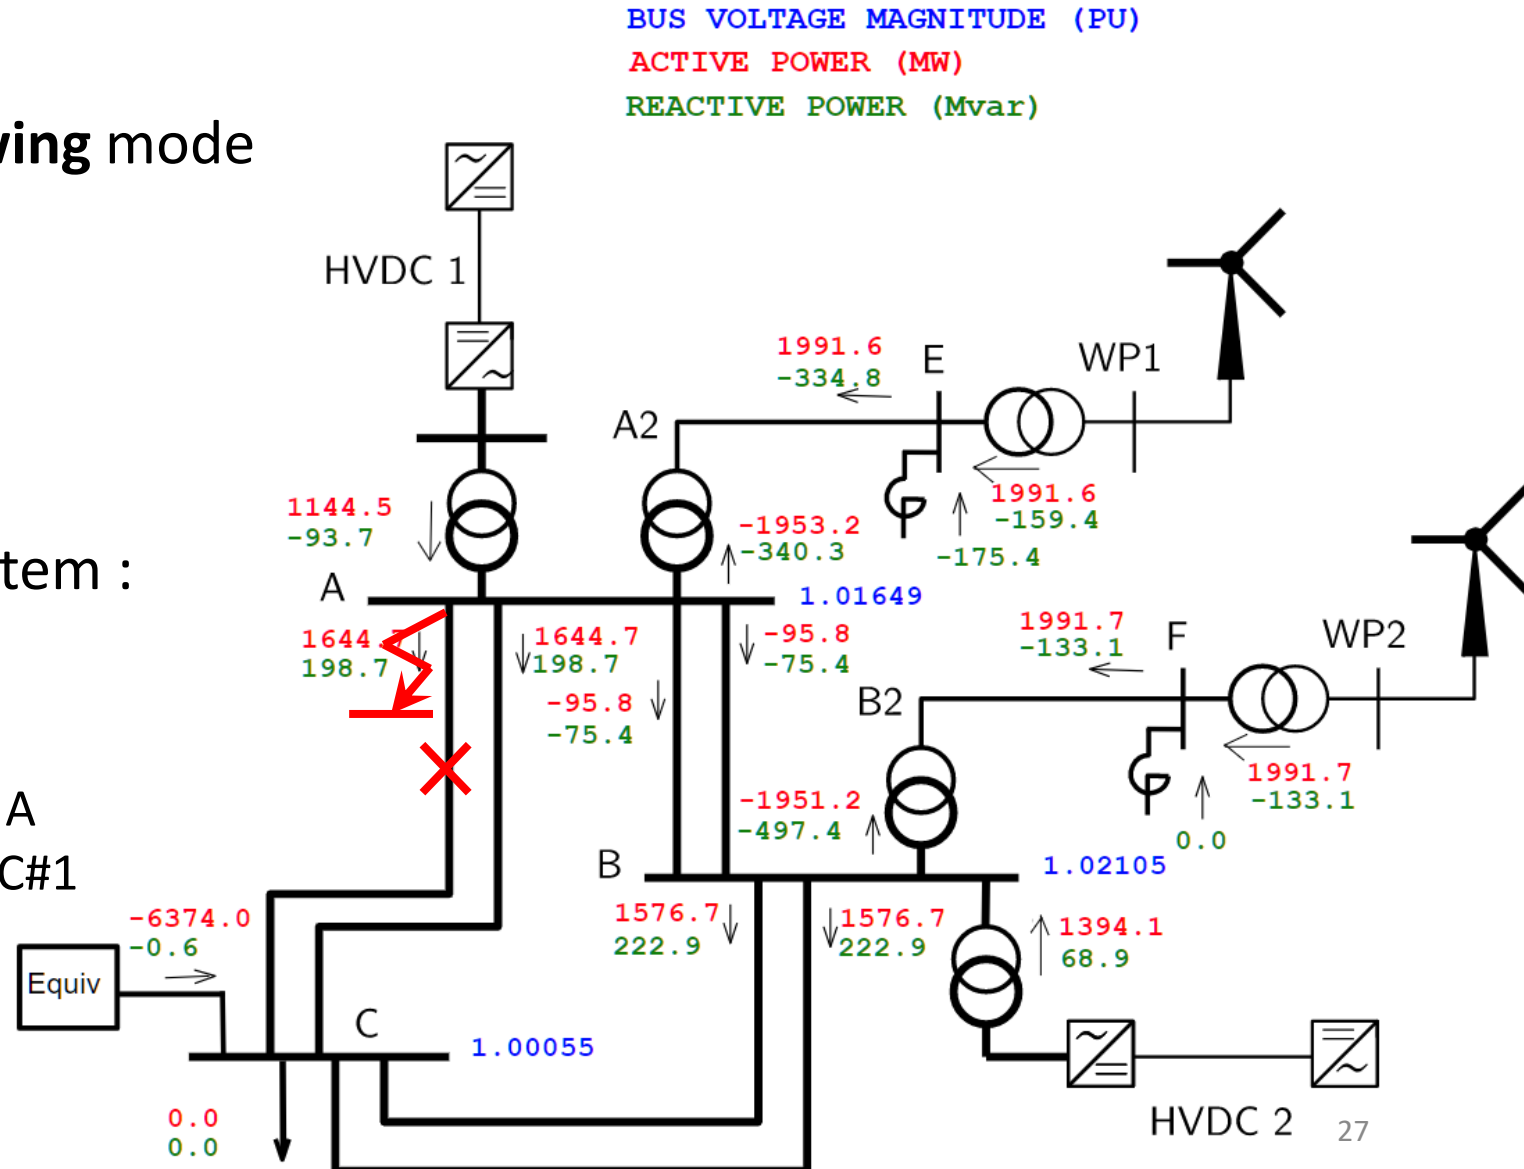 BUS VOLTAGE MAGNITUDE (PU)
ACTIVE POWER (MW)
REACTIVE POWER (Mvar)
wing mode
HVDC 1
1991.6
-334.8
E
WP1
A2
1144.5
-93.7
-1953.2
-340.3
1991.6
-159.4
-175.4
tem :
A
1.01649
1644.7
198.7
1644.7
198.7
-95.8
-75.4
-95.8
-75.4
1991.7
-133.1
F
WP2
B2
1991.7
-133.1
0.0
-1951.2
-497.4
A
C#1
B
1.02105
1576.7
222.9
1576.7
222.9
1394.1
68.9
-6374.0
-0.6
Equiv
C
1.00055
0.0
0.0
HVDC 2
27